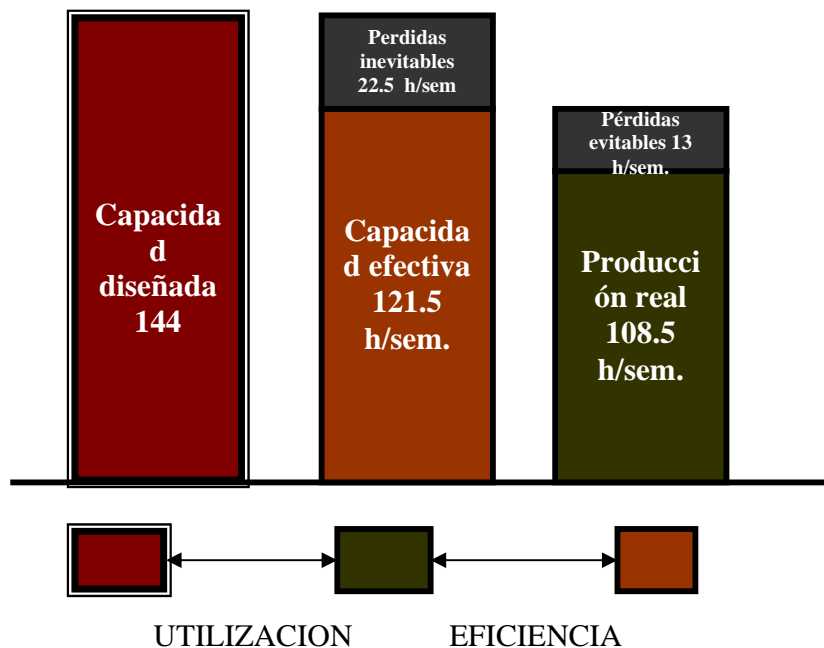 Capacida
d
diseñada
144
Perdidas
inevitables
22.5 h/sem
Capacida
d efectiva
121.5
h/sem.
Pérdidas
evitables 13
h/sem.
Producci
ón real
108.5
h/sem.
UTILIZACION
EFICIENCIA